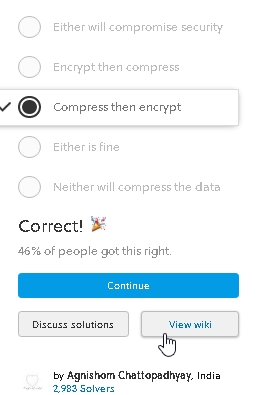 Either will compromise security
Encrypt then compress
Compress then encrypt
Either is fine
Neither will compress the data
Correct! 🎉
46% of people got this right.
Continue
Discuss solutions
View wiki
by Agnishom Chattopadhyay, India
2,983 Solvers